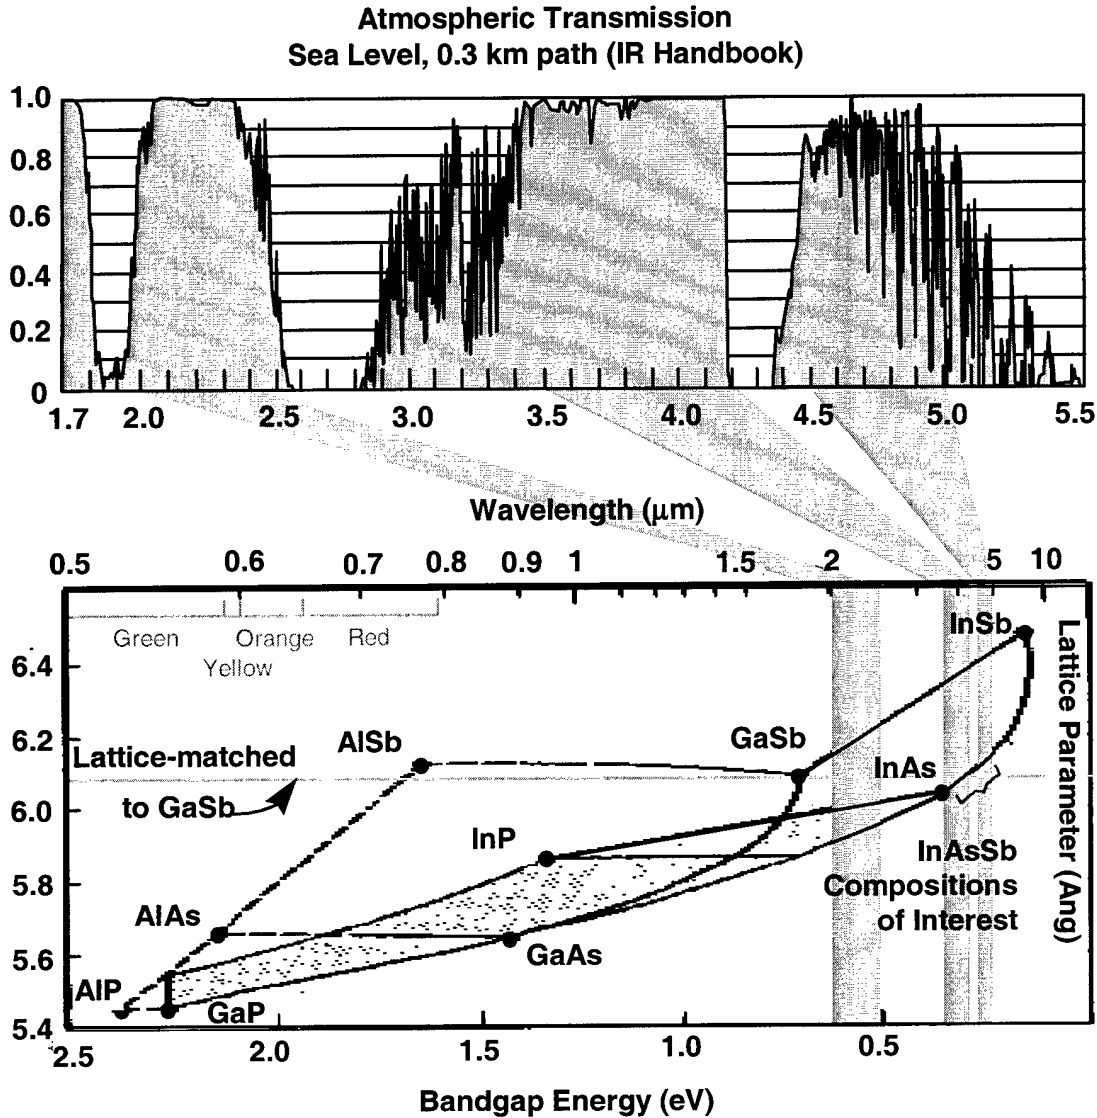 Atmospheric Transmission
Sea Level, 0.3 km path (IR Handbook)
1.0
0.8
0.6
0.4
0.2
0
1.7 2.0 2.5 3.0 3.5 4.0 4.5 5.0 5.5
Wavelength (μm)
0.5 0.6 0.7 0.8 0.9 1 1.5 2 5 10
Green Orange Red
Yellow
InSb
6.4
6.2
AlSb GaSb
Lattice-matched
InAs
to GaSb
6.0
InP
InAsSb
5.8
Compositions
AlAs
of Interest
GaAs
5.6
AlP
GaP
5.4
Lattice Parameter (Ang)
2.5 2.0 1.5 1.0 0.5
Bandgap Energy (eV)